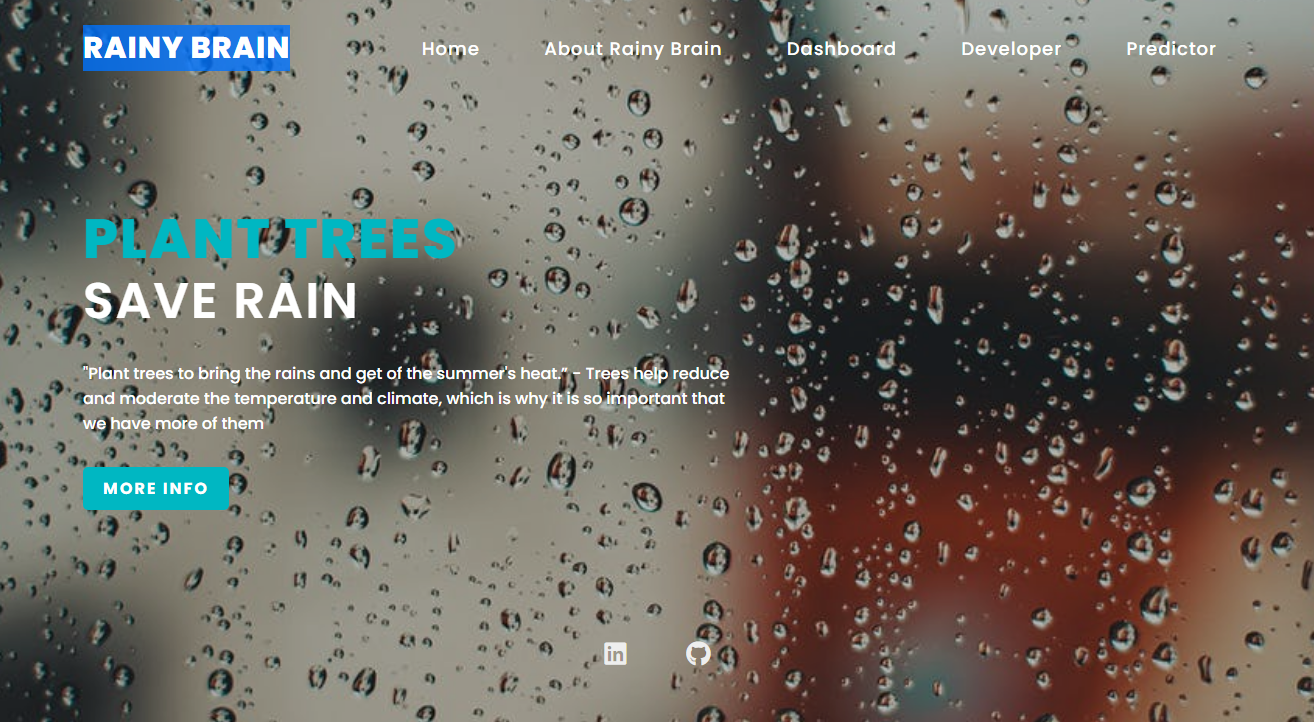 RAINY BRAIN
Home About Rainy Brain Dashboard Developer Predictor
PLANT TREES
SAVE RAIN
"Plant trees to bring the rains and get of the summer's heat.” - Trees help reduce
and moderate the temperature and climate, which is why it is so important that
we have more of them
MORE INFO
in